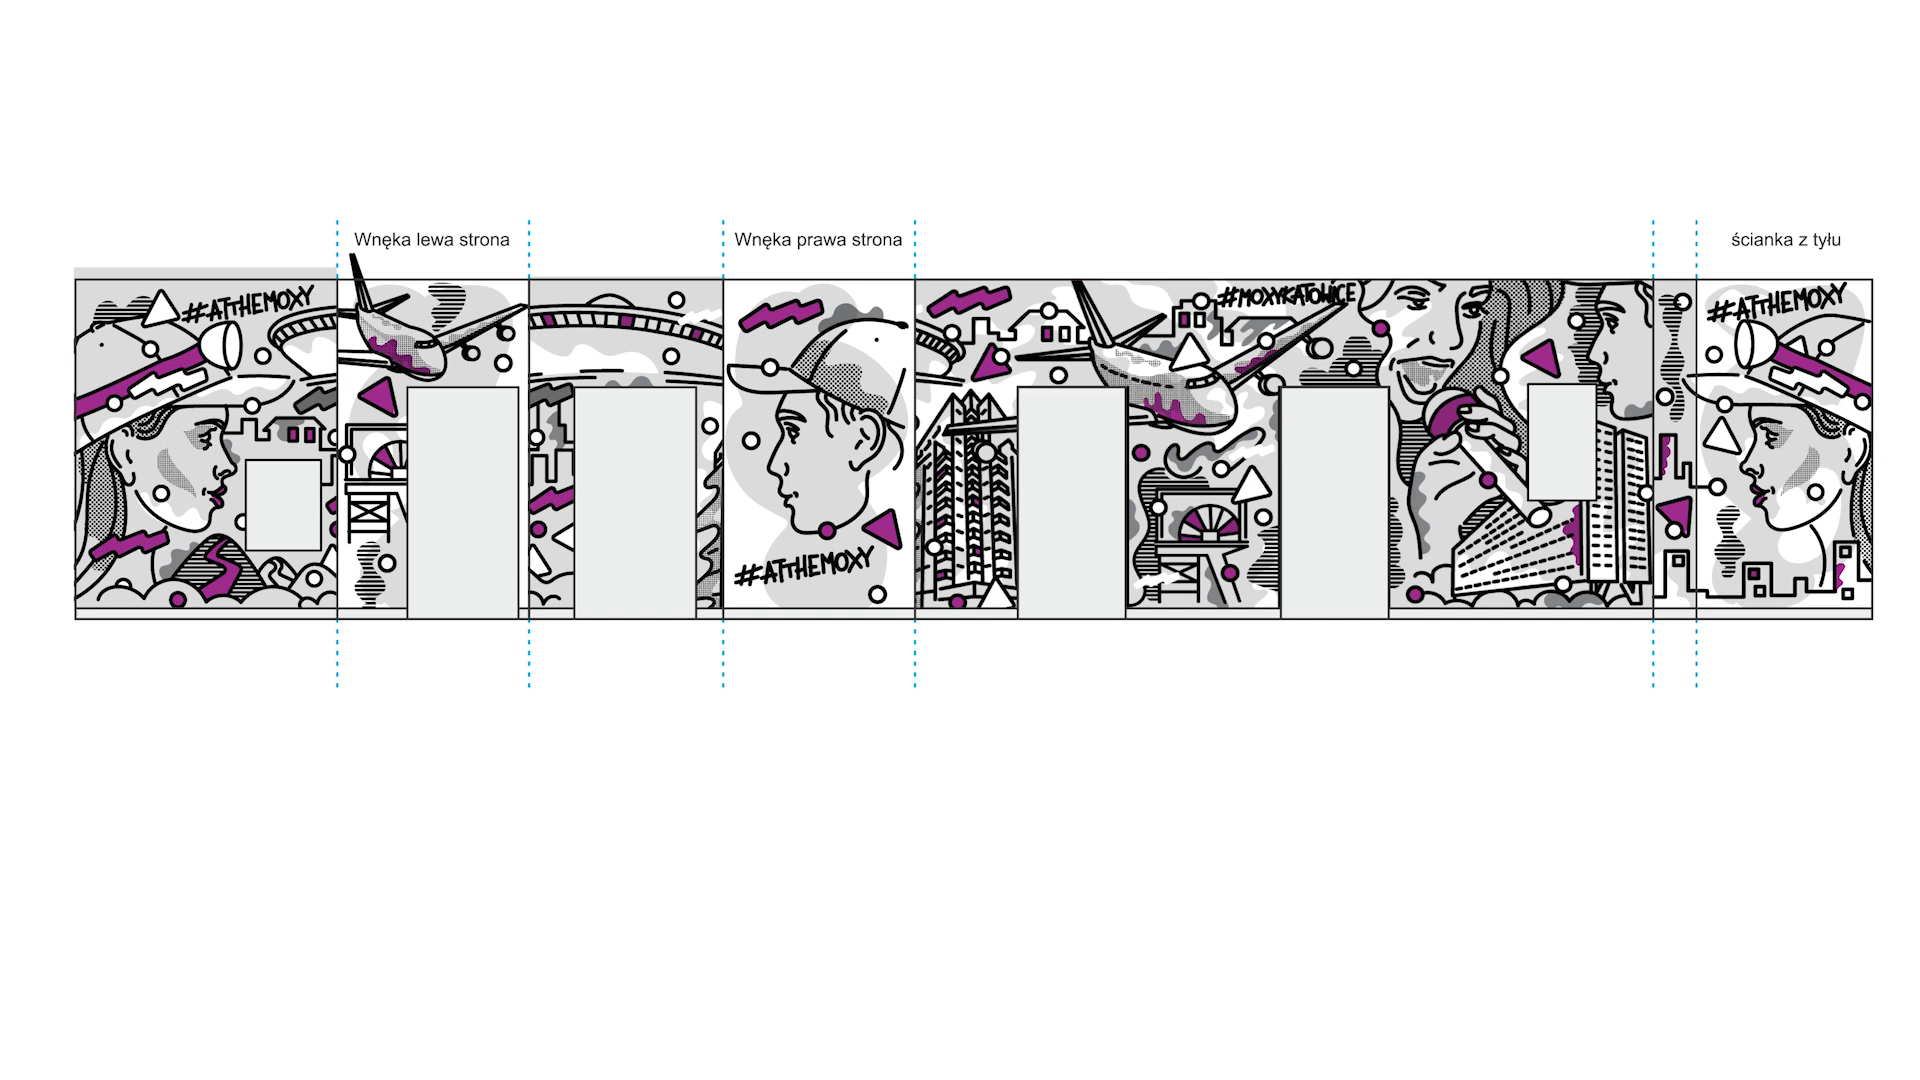 Wnęka lewa strona
Wnęka prawa strona
ścianka z tyłu
#ATTHEMOXY
#ATTHEMOXY
#MOXYKATOWICE
#ATTHEMOXY